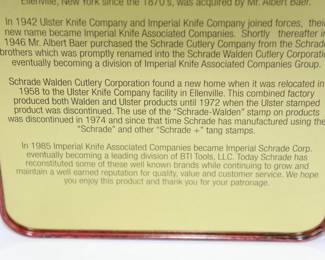 Ellenville, New York since the 1870's, was acquired by Mr. Albert Baer.
In 1942 Ulster Knife Company and Imperial Knife Company joined forces, their
new name became Imperial Knife Associated Companies. Shortly thereafter in
1946 Mr. Albert Baer purchased the Schrade Cutlery Company from the Schrade
brothers which was promptly renamed into the Schrade Walden Cutlery Corporation
eventually becoming a division of Imperial Knife Associated Companies Group.
Schrade Walden Cutlery Corporation found a new home when it was relocated in
1958 to the Ulster Knife Company facility in Ellenville. This combined factory
produced both Walden and Ulster products until 1972 when the Ulster stamped
product was discontinued. The use of the "Schrade-Walden" stamp on products
was discontinued in 1974 and since that time Schrade has manufactured using the
"Schrade" and other "Schrade +" tang stamps.
In 1985 Imperial Knife Associated Companies became Imperial Schrade Corp.
eventually becoming a leading division of BTI Tools, LLC. Today Schrade has
reconstituted some of these well known brands while continuing to grow and
maintain a well earned reputation for quality, value and customer service. We hope
you enjoy this product and thank you for your patronage.